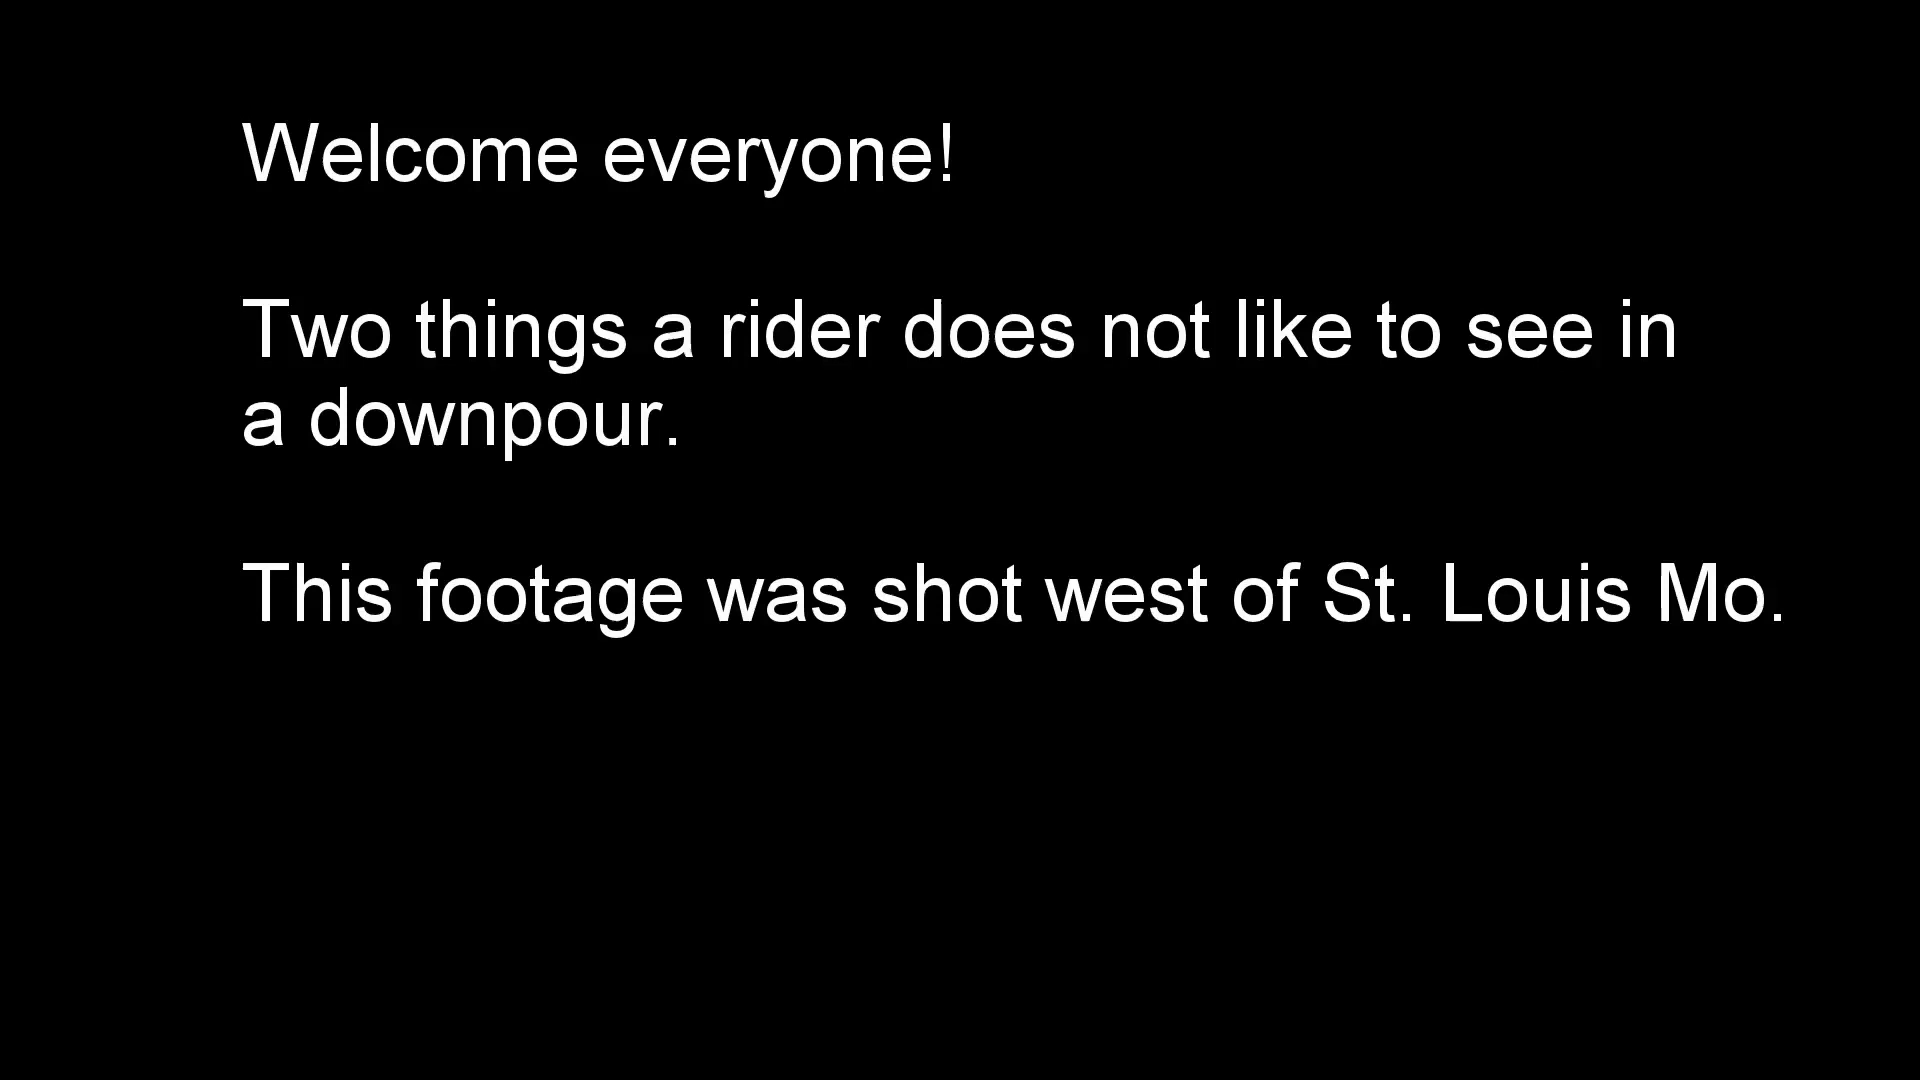 Welcome everyone!
Two things a rider does not like to see in
a downpour.
This footage was shot west of St. Louis Mo.